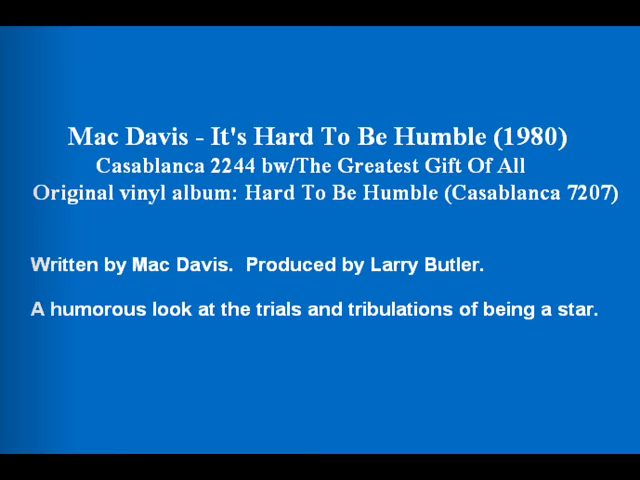 Mac Davis - It's Hard To Be Humble (1980)
Casablanca 2244 bw/The Greatest Gift Of All
Original vinyl album: Hard To Be Humble (Casablanca 7207)
Written by Mac Davis.  Produced by Larry Butler.
A humorous look at the trials and tribulations of being a star.